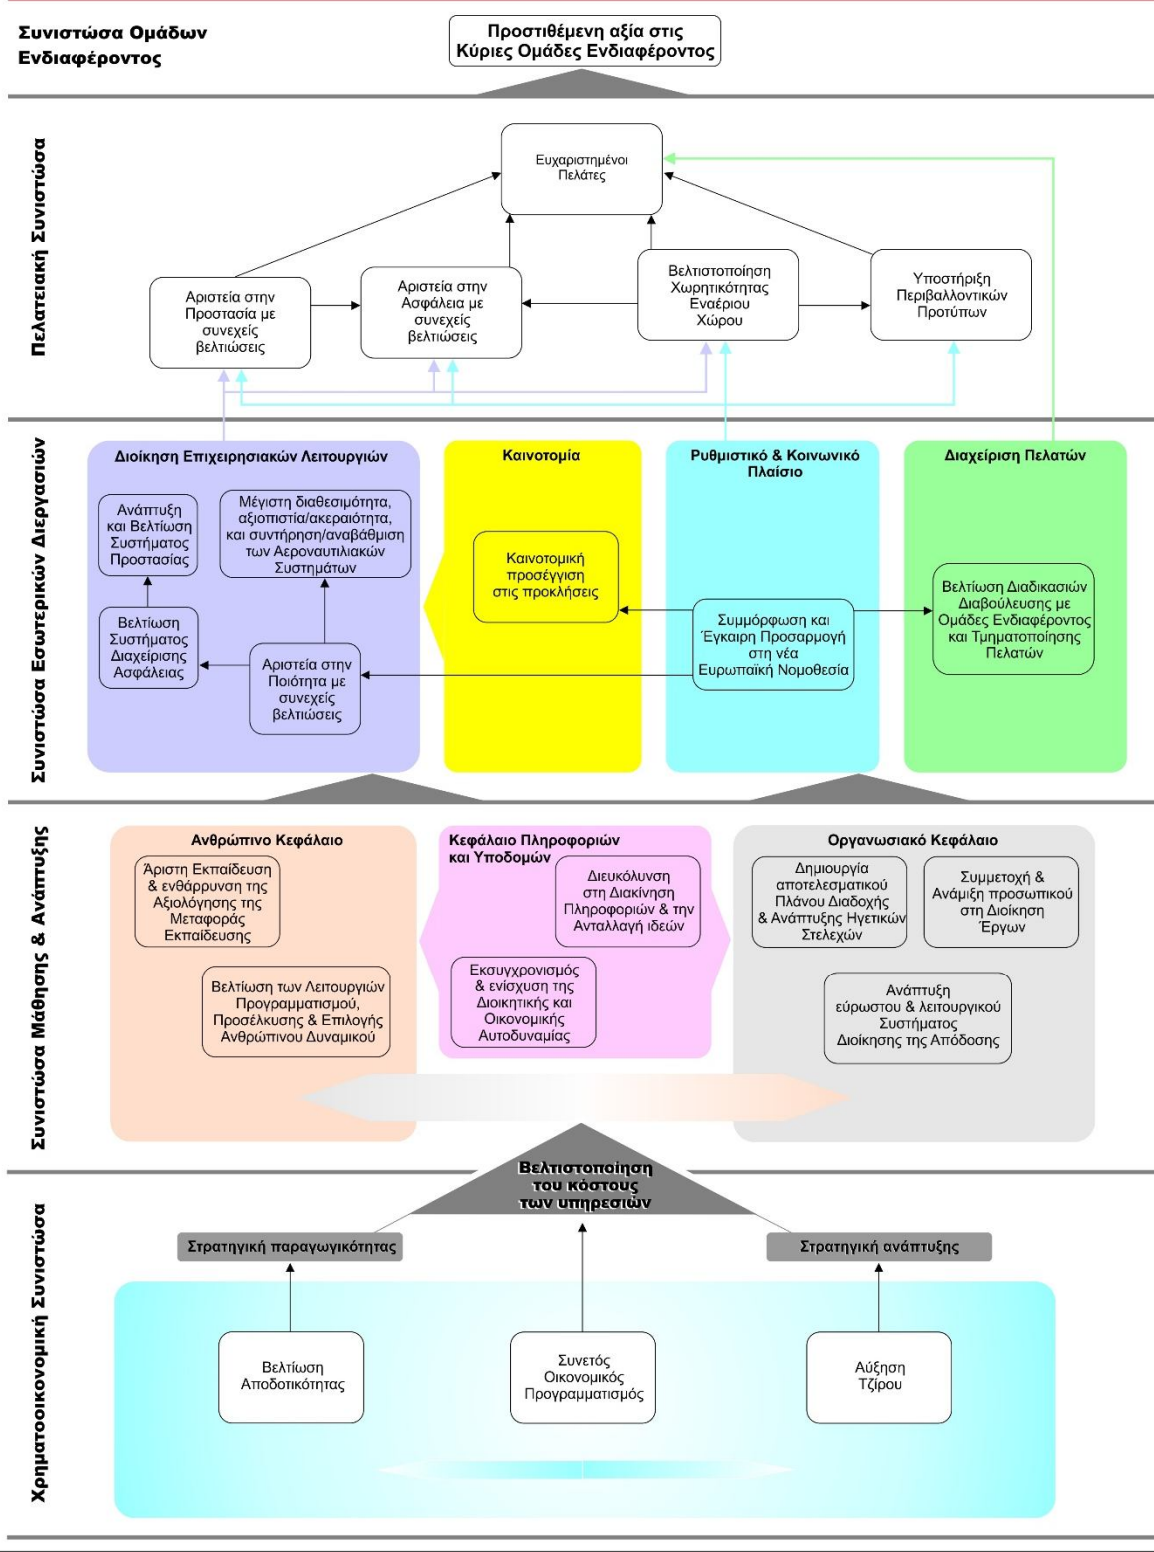 Συνιστώσα Ομάδων
Ενδιαφέροντος
Προστιθέμενη αξία στις
Κύριες Ομάδες Ενδιαφέροντος
Πελατειακή Συνιστώσα
Ευχαριστημένοι
Πελάτες
Αριστεία στην
Προστασία με
συνεχείς
βελτιώσεις
Αριστεία στην
Ασφάλεια με
συνεχείς
βελτιώσεις
Βελτιστοποίηση
Χωρητικότητας
Εναέριου
Χώρου
Υποστήριξη
Περιβαλλοντικών
Προτύπων
Συνιστώσα Εσωτερικών Διεργασιών
Διοίκηση Επιχειρησιακών Λειτουργιών
Ανάπτυξη
και Βελτίωση
Συστήματος
Προστασίας
Μέγιστη διαθεσιμότητα,
αξιοπιστία/ακεραιότητα,
και συντήρηση/αναβάθμιση
των Αεροναυτιλιακών
Συστημάτων
Βελτίωση
Συστήματος
Διαχείρισης
Ασφάλειας
Αριστεία στην
Ποιότητα με
συνεχείς
βελτιώσεις
Καινοτομία
Καινοτομική
προσέγγιση
στις προκλήσεις
Ρυθμιστικό & Κοινωνικό
Πλαίσιο
Συμμόρφωση και
Έγκαιρη Προσαρμογή
στη νέα
Ευρωπαϊκή Νομοθεσία
Διαχείριση Πελατών
Βελτίωση Διαδικασιών
Διαβούλευσης με
Ομάδες Ενδιαφέροντος
και Τμηματοποίησης
Πελατών
Συνιστώσα Μάθησης & Ανάπτυξης
Ανθρώπινο Κεφάλαιο
Άριστη Εκπαίδευση
& ενθάρρυνση της
Αξιολόγησης της
Μεταφοράς
Εκπαίδευσης
Βελτίωση των Λειτουργιών
Προγραμματισμού,
Προσέλκυσης & Επιλογής
Ανθρώπινου Δυναμικού
Κεφάλαιο Πληροφοριών
και Υποδομών
Διευκόλυνση
στη Διακίνηση
Πληροφοριών & την
Ανταλλαγή ιδεών
Εκσυγχρονισμός
& ενίσχυση της
Διοικητικής και
Οικονομικής
Αυτοδυναμίας
Οργανωσιακό Κεφάλαιο
Δημιουργία
αποτελεσματικού
Πλάνου Διαδοχής
& Ανάπτυξης Ηγετικών
Στελεχών
Συμμετοχή &
Ανάμιξη προσωπικού
στη Διοίκηση
Έργων
Ανάπτυξη
εύρωστου & λειτουργικού
Συστήματος
Διοίκησης της Απόδοσης
Χρηματοοικονομική Συνιστώσα
Βελτιστοποίηση
του κόστους
των υπηρεσιών
Στρατηγική παραγωγικότητας
Στρατηγική ανάπτυξης
Βελτίωση
Αποδοτικότητας
Συνετός
Οικονομικός
Προγραμματισμός
Αύξηση
Τζίρου